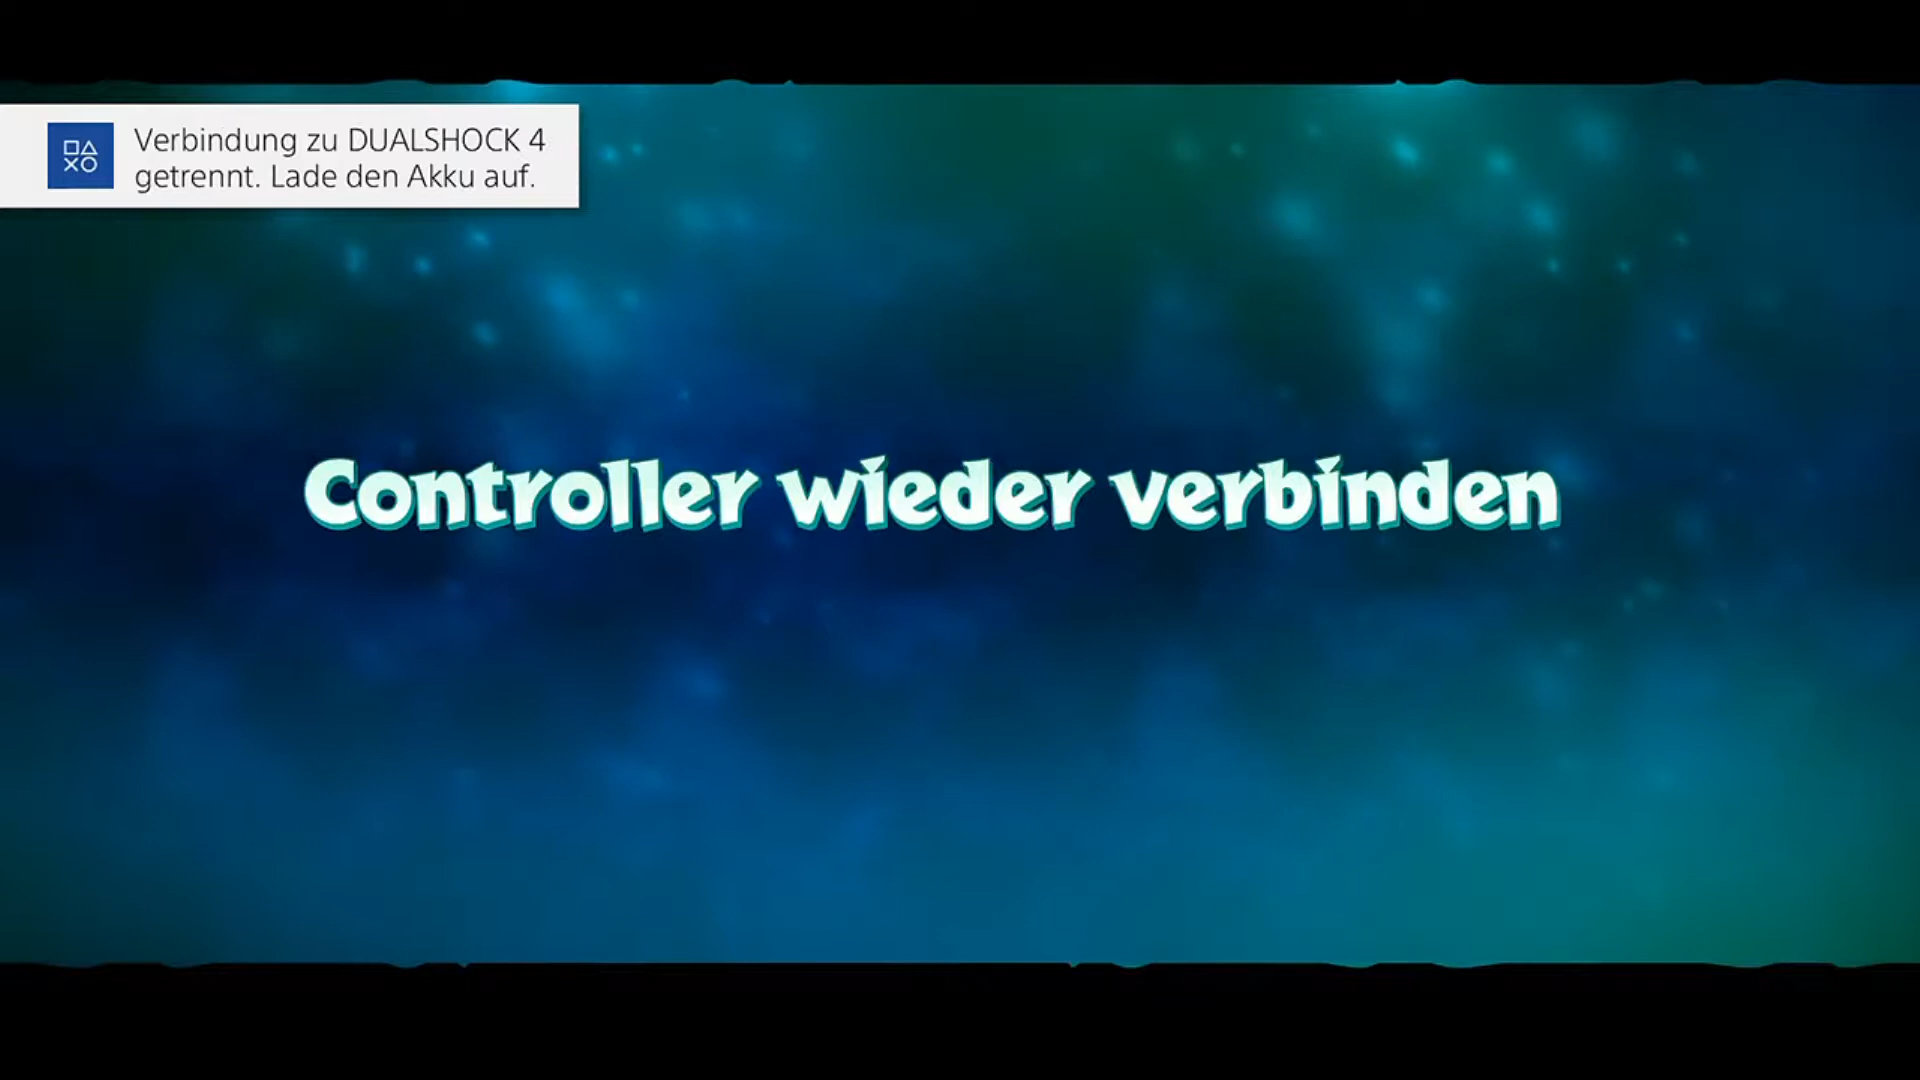 Verbindung zu DUALSHOCK 4
getrennt. Lade den Akku auf.
Controller wieder verbinden